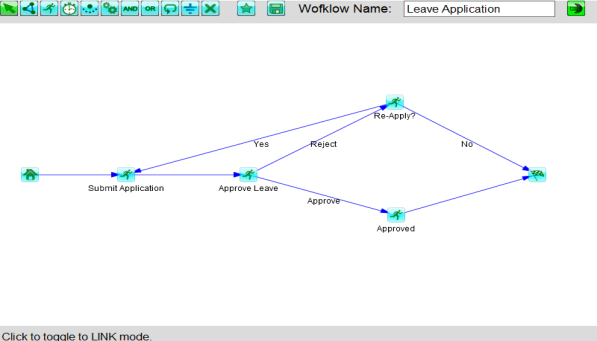 AND OR Wofklow Name: Leave Application
Re-Apply?
Yes Reject No
Submit Application Approve Leave
Approve
Approved
Click to toggle to LINK mode.